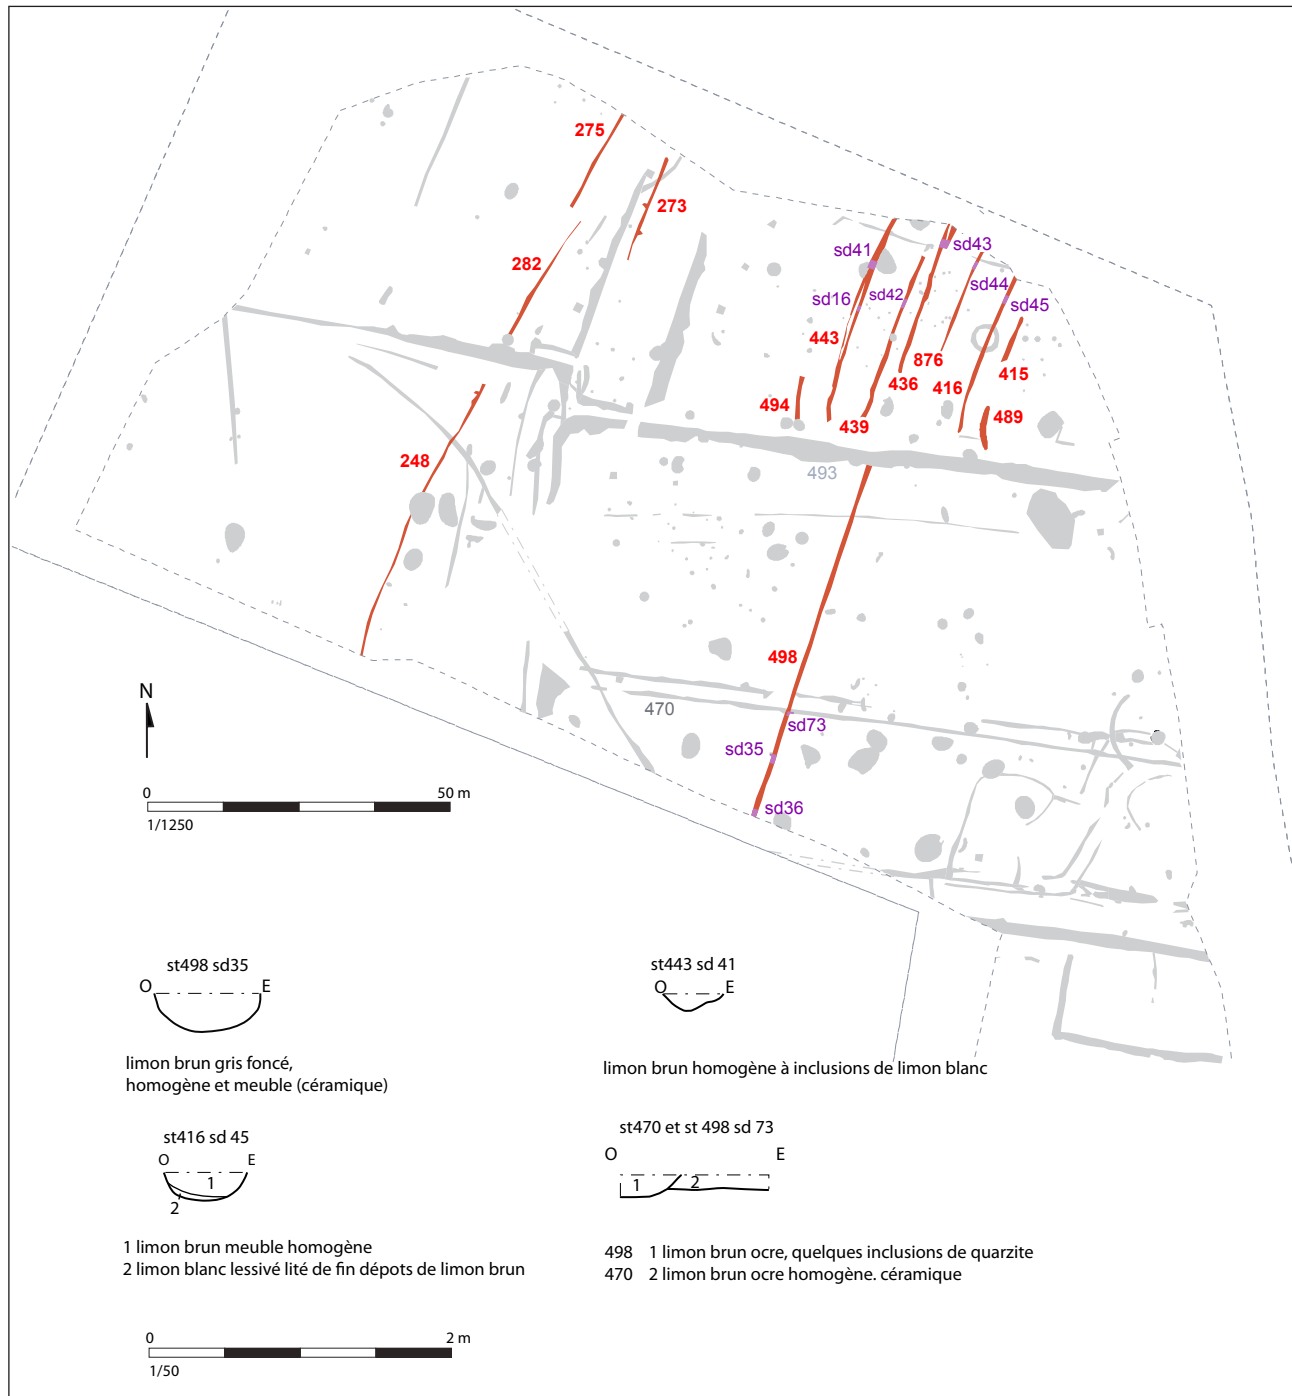 275
273
282
sd41
sd43
sd16
sd42
sd44
sd45
443
876
415
436
416
494
439
489
248
493
498
470
sd73
sd35
sd36
N
0
50 m
1/1250
st498 sd35
O
E
limon brun gris foncé,
homogène et meuble (céramique)
st443 sd 41
O
E
limon brun homogène à inclusions de limon blanc
st416 sd 45
O
E
1
2
1 limon brun meuble homogène
2 limon blanc lessivé lité de fin dépots de limon brun
st470 et st 498 sd 73
O
E
1
2
498 1 limon brun ocre, quelques inclusions de quarzite
470 2 limon brun ocre homogène. céramique
0
2 m
1/50